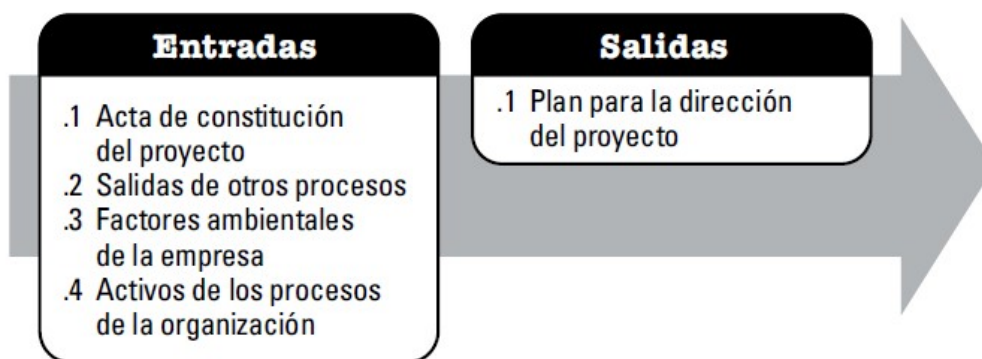 Entradas
.1 Acta de constitución
del proyecto
.2 Salidas de otros procesos
.3 Factores ambientales
de la empresa
.4 Activos de los procesos
de la organización
Salidas
.1 Plan para la dirección
del proyecto